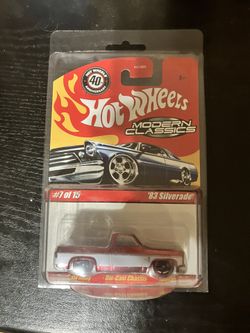 40
Hot Wheels
MODERN
CLASSICS
#7 of 15
'83 Silverado
Die-Cast Chassis